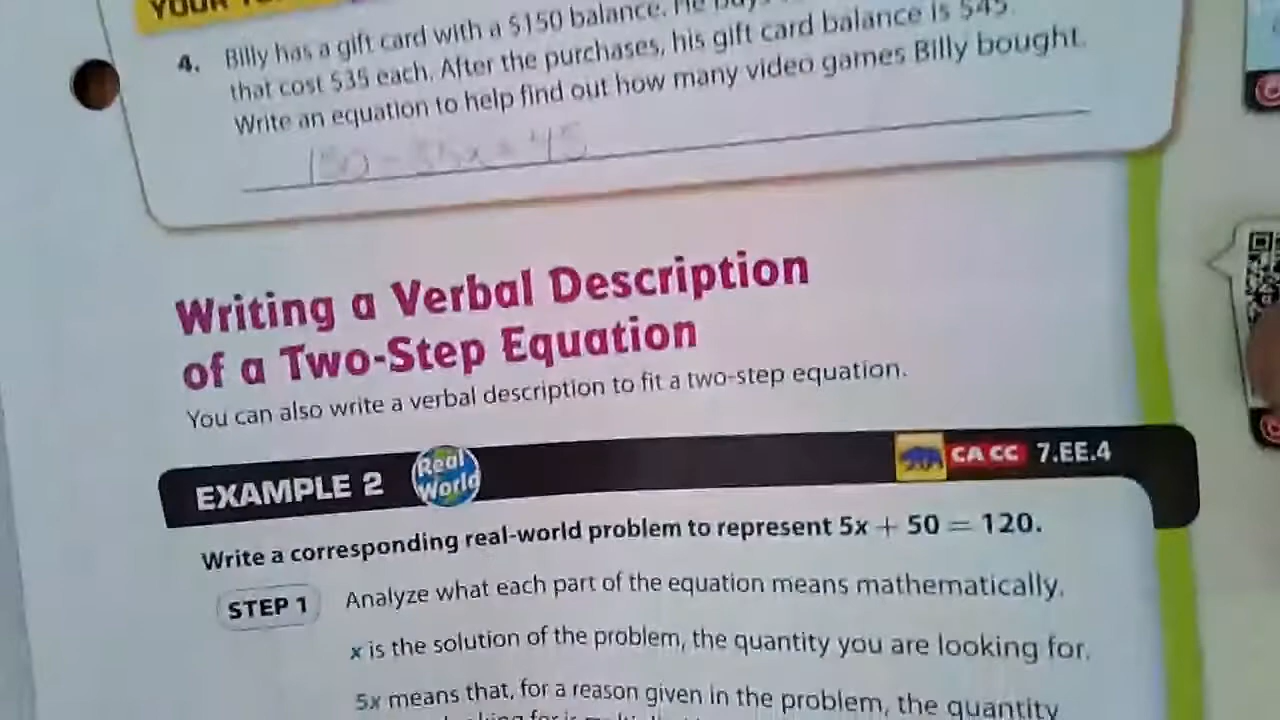 YOUR
4. Billy has a gift card with a $150 balance. He buys
that cost $35 each. After the purchases, his gift card balance is $45.
Write an equation to help find out how many video games Billy bought.
150 - 35x = 45
Writing a Verbal Description
of a Two-Step Equation
You can also write a verbal description to fit a two-step equation.
EXAMPLE 2 Real World CA CC 7.EE.4
Write a corresponding real-world problem to represent 5x + 50 = 120.
STEP 1 Analyze what each part of the equation means mathematically.
x is the solution of the problem, the quantity you are looking for.
5x means that, for a reason given in the problem, the quantity